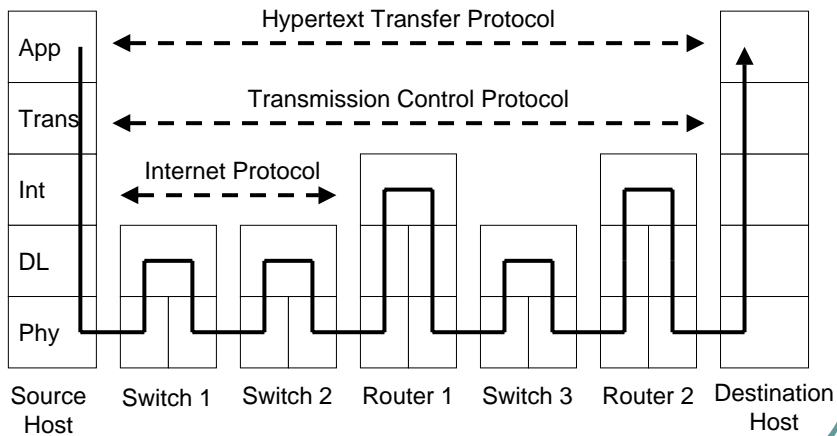 Hypertext Transfer Protocol
App
Transmission Control Protocol
Trans
Internet Protocol
Int
DL
Phy
Source
Host
Switch 1
Switch 2
Router 1
Switch 3
Router 2
Destination
Host